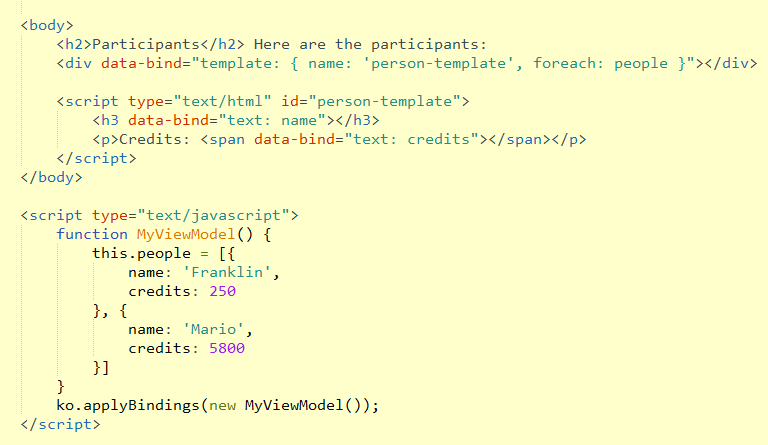 <body>
    <h2>Participants</h2> Here are the participants:
    <div data-bind="template: { name: 'person-template', foreach: people }"></div>

    <script type="text/html" id="person-template">
        <h3 data-bind="text: name"></h3>
        <p>Credits: <span data-bind="text: credits"></span></p>
    </script>
</body>

<script type="text/javascript">
    function MyViewModel() {
        this.people = [{
            name: 'Franklin',
            credits: 250
        }, {
            name: 'Mario',
            credits: 5800
        }]
    }
    ko.applyBindings(new MyViewModel());
</script>